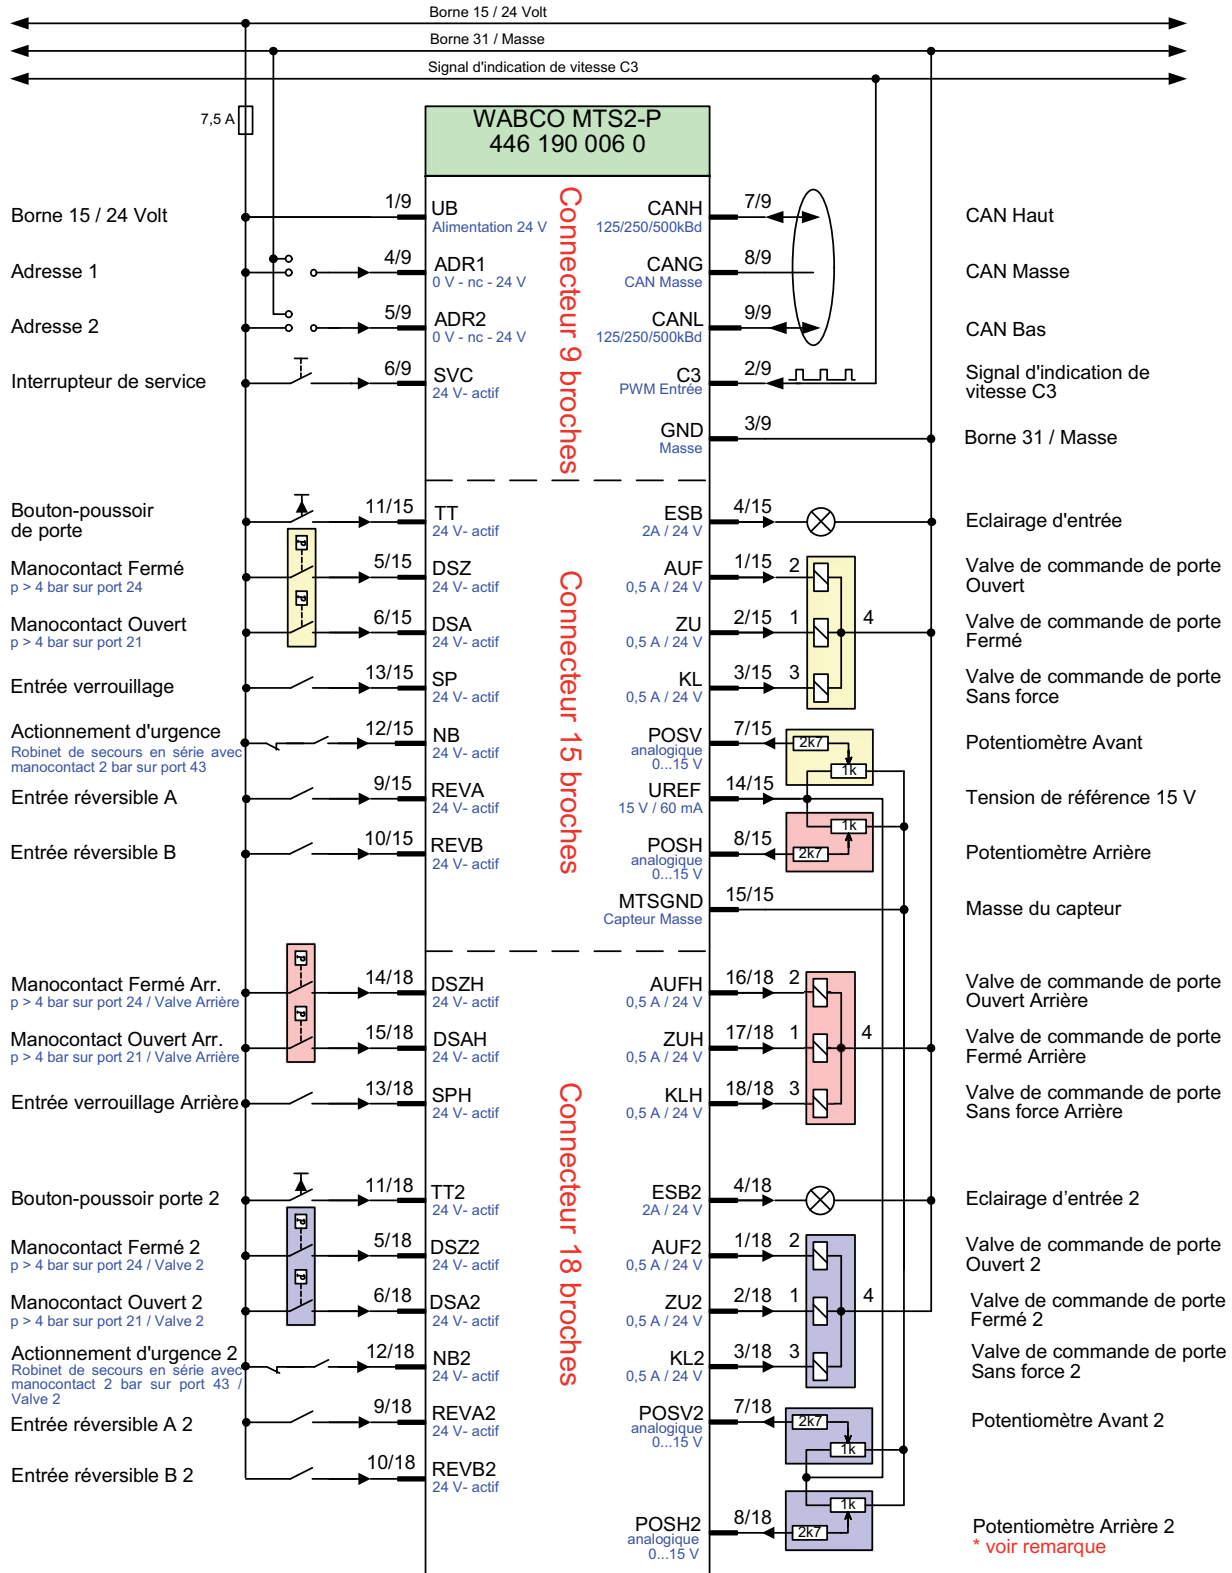 Borne 15 / 24 Volt
Borne 31 / Masse
Signal d'indication de vitesse C3
7,5 A
WABCO MTS2-P
446 190 006 0
Connecteur 9 broches
Borne 15 / 24 Volt
1/9
UB
Alimentation 24 V
CANH
125/250/500kBd
7/9
CAN Haut
Adresse 1
4/9
ADR1
0 V - nc - 24 V
CANG
CAN Masse
8/9
CAN Masse
Adresse 2
5/9
ADR2
0 V - nc - 24 V
CANL
125/250/500kBd
9/9
CAN Bas
Interrupteur de service
6/9
SVC
24 V- actif
C3
PWM Entrée
2/9
Signal d'indication de
vitesse C3
GND
Masse
3/9
Borne 31 / Masse
Connecteur 15 broches
Bouton-poussoir
de porte
11/15
TT
24 V- actif
ESB
2A / 24 V
4/15
Eclairage d'entrée
Manocontact Fermé
p > 4 bar sur port 24
P
5/15
DSZ
24 V- actif
AUF
0,5 A / 24 V
1/15
2
Valve de commande de porte
Ouvert
Manocontact Ouvert
p > 4 bar sur port 21
P
6/15
DSA
24 V- actif
ZU
0,5 A / 24 V
2/15
1
4
Valve de commande de porte
Fermé
Entrée verrouillage
13/15
SP
24 V- actif
KL
0,5 A / 24 V
3/15
3
Valve de commande de porte
Sans force
Actionnement d'urgence
Robinet de secours en série avec
manocontact 2 bar sur port 43
12/15
NB
24 V- actif
POSV
analogique
0...15 V
7/15
2k7
1k
Potentiomètre Avant
Entrée réversible A
9/15
REVA
24 V- actif
UREF
15 V / 60 mA
14/15
Tension de référence 15 V
Entrée réversible B
10/15
REVB
24 V- actif
POSH
analogique
0...15 V
8/15
1k
2k7
Potentiomètre Arrière
MTSGND
Capteur Masse
15/15
Masse du capteur
Connecteur 18 broches
Manocontact Fermé Arr.
p > 4 bar sur port 24 / Valve Arrière
P
14/18
DSZH
24 V- actif
AUFH
0,5 A / 24 V
16/18
2
Valve de commande de porte
Ouvert Arrière
Manocontact Ouvert Arr.
p > 4 bar sur port 21 / Valve Arrière
P
15/18
DSAH
24 V- actif
ZUH
0,5 A / 24 V
17/18
1
4
Valve de commande de porte
Fermé Arrière
Entrée verrouillage Arrière
13/18
SPH
24 V- actif
KLH
0,5 A / 24 V
18/18
3
Valve de commande de porte
Sans force Arrière
Bouton-poussoir porte 2
11/18
TT2
24 V- actif
ESB2
2A / 24 V
4/18
Eclairage d'entrée 2
Manocontact Fermé 2
p > 4 bar sur port 24 / Valve 2
P
5/18
DSZ2
24 V- actif
AUF2
0,5 A / 24 V
1/18
2
Valve de commande de porte
Ouvert 2
Manocontact Ouvert 2
p > 4 bar sur port 21 / Valve 2
P
6/18
DSA2
24 V- actif
ZU2
0,5 A / 24 V
2/18
1
4
Valve de commande de porte
Fermé 2
Actionnement d'urgence 2
Robinet de secours en série avec
manocontact 2 bar sur port 43 /
Valve 2
12/18
NB2
24 V- actif
KL2
0,5 A / 24 V
3/18
3
Valve de commande de porte
Sans force 2
Entrée réversible A 2
9/18
REVA2
24 V- actif
POSV2
analogique
0...15 V
7/18
2k7
1k
Potentiomètre Avant 2
Entrée réversible B 2
10/18
REVB2
24 V- actif
POSH2
analogique
0...15 V
8/18
1k
2k7
Potentiomètre Arrière 2
* voir remarque